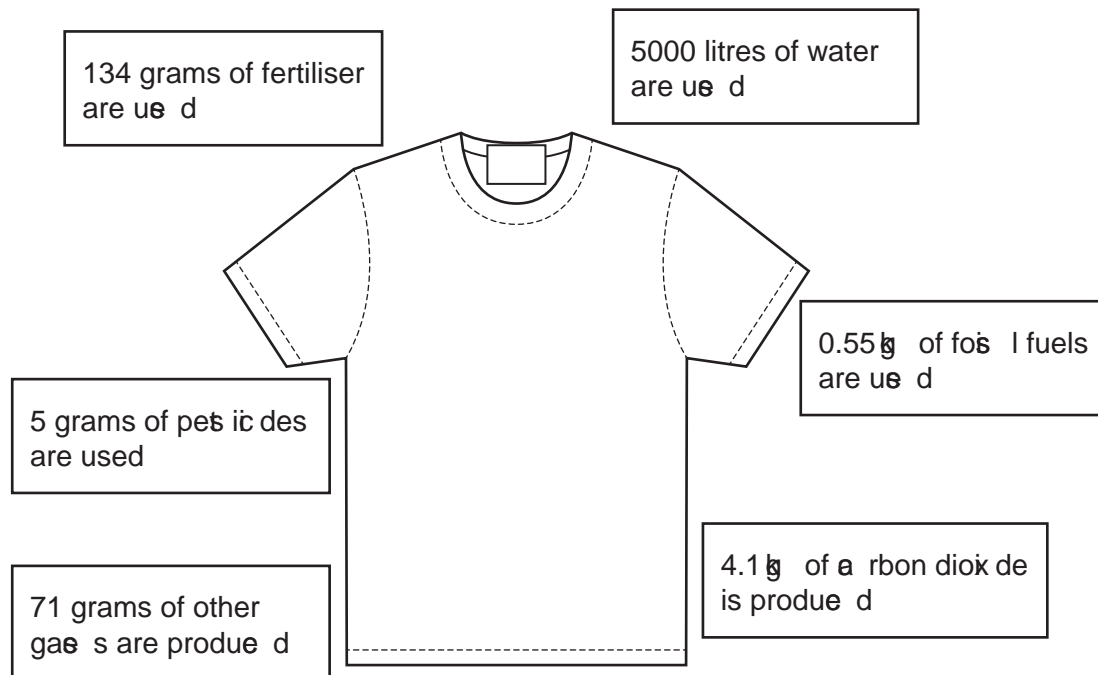 134 grams of fertiliser
are used
5000 litres of water
are used
0.55 kg of fossil fuels
are used
5 grams of pesticides
are used
4.1 kg of carbon dioxide
is produced
71 grams of other
gases are produced